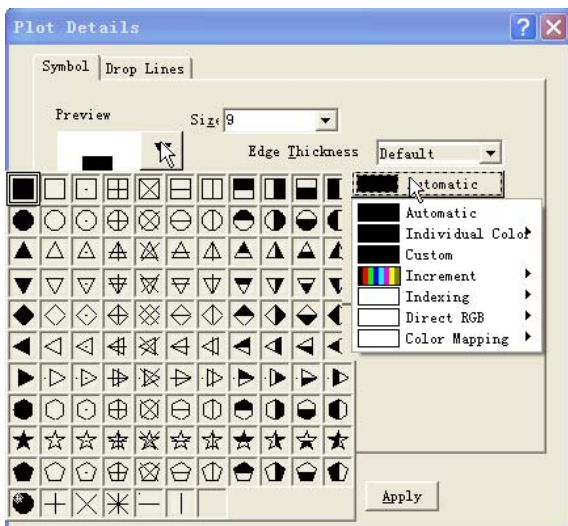 Plot Details
Symbol Drop Lines
Preview
Size 9
Edge Thickness Default
Automatic
Individual Color
Custom
Increment
Indexing
Direct RGB
Color Mapping
Apply